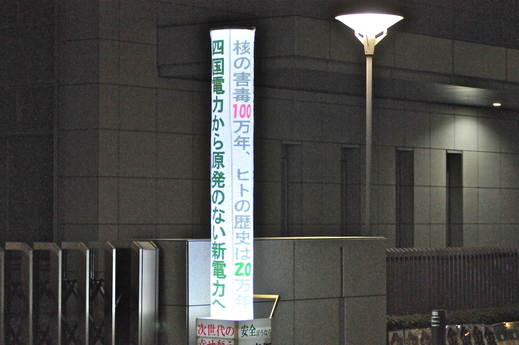 核の害毒100万年、ヒトの歴史は20万年
四国電力から原発のない新電力へ
次世代の
安全